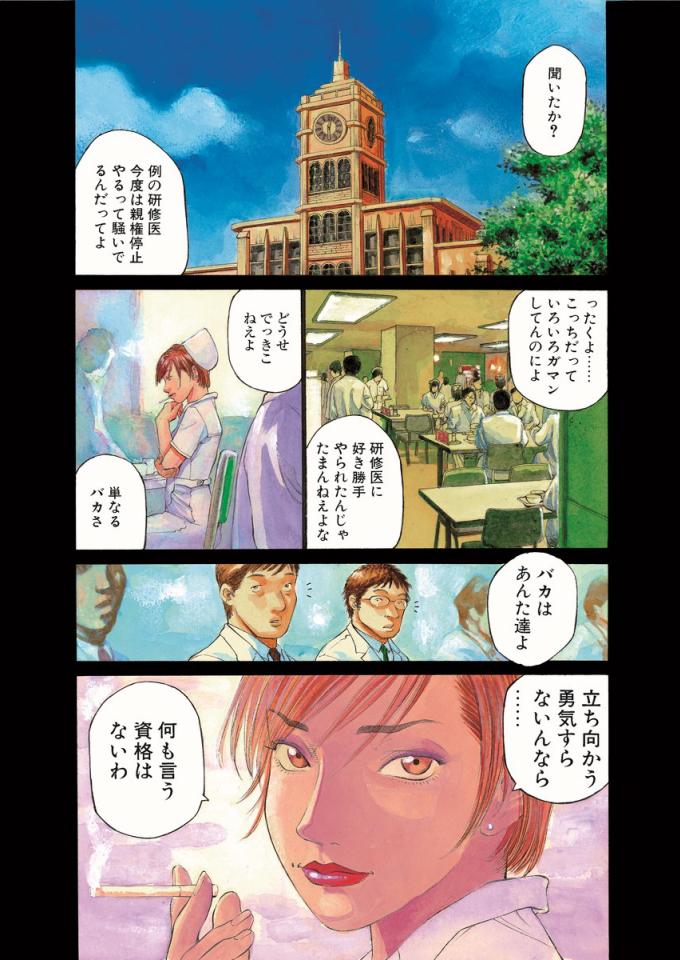 聞いたか？
例の研修医
今度は親権停止
やるって騒いで
るんだってよ
ったくよ……
こっちだって
いろいろガマン
してんのによ
研修医に
好き勝手
やられたんじゃ
たまんねえよな
どうせ
でっきこ
ねえよ
単なる
バカさ
バカは
あんた達よ
立ち向かう
勇気すら
ないんなら
……
何も言う
資格は
ないわ